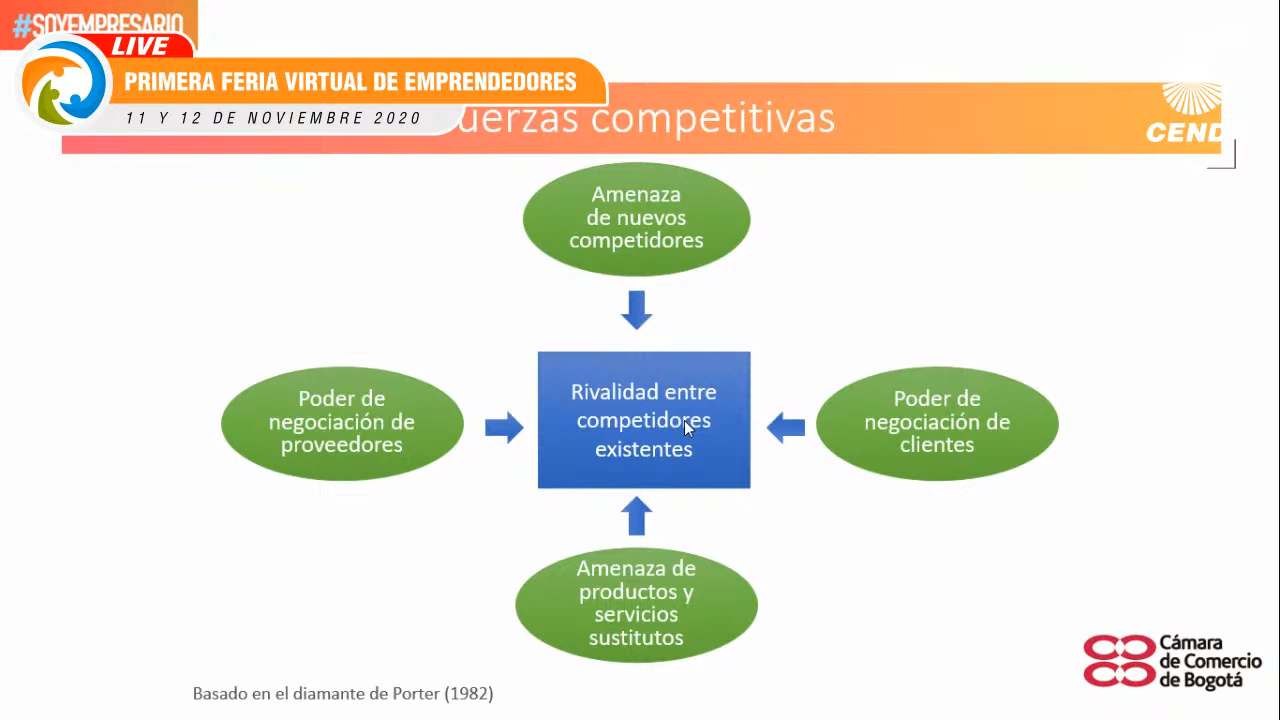 #SOYEMPRESARIO
LIVE
PRIMERA FERIA VIRTUAL DE EMPRENDEDORES
11 Y 12 DE NOVIEMBRE 2020
competitivas
CEND
Amenaza
de nuevos
competidores
Poder de
negociación de
proveedores
Rivalidad entre
competidores
existentes
Poder de
negociación de
clientes
Amenaza de
productos y
servicios
sustitutos
Cámara
de Comercio
de Bogotá
Basado en el diamante de Porter (1982)